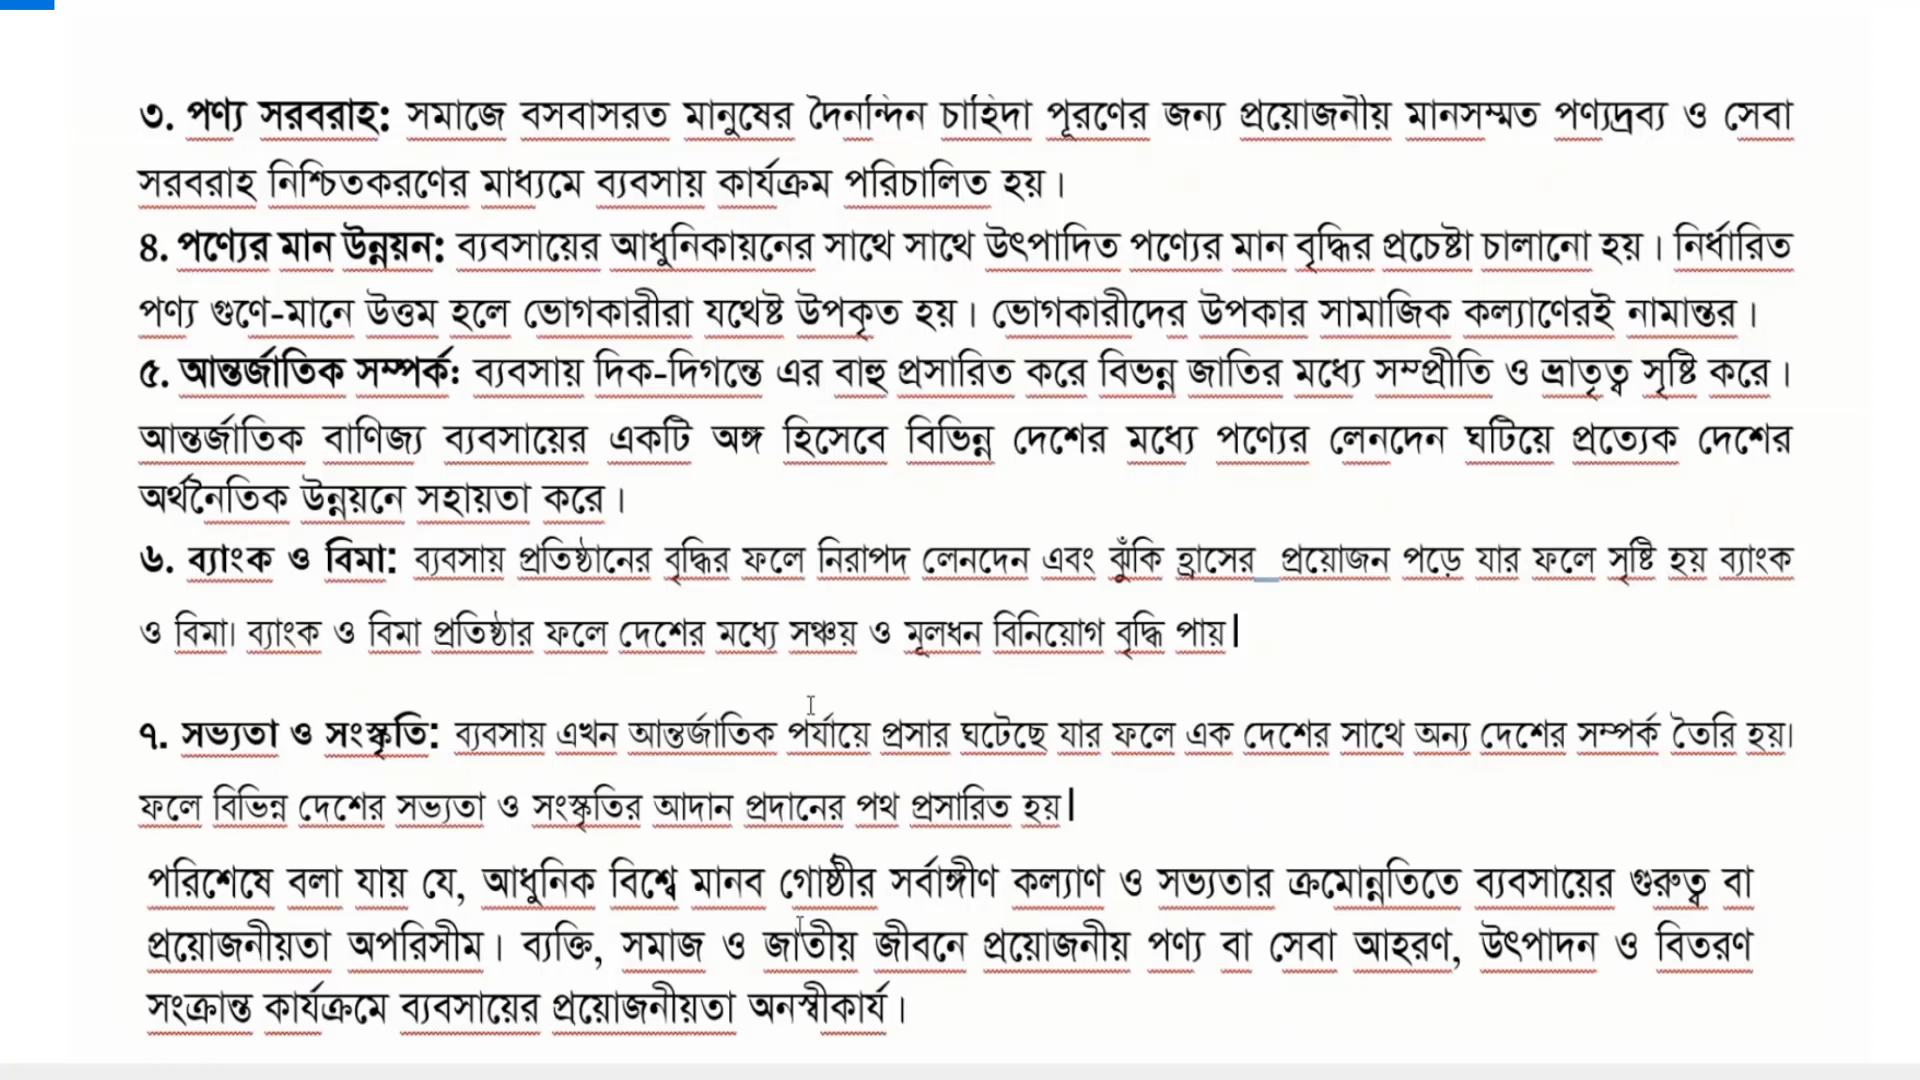 ৩. পণ্য সরবরাহ: সমাজে বসবাসরত মানুষের দৈনন্দিন চাহিদা পূরণের জন্য প্রয়োজনীয় মানসম্মত পণ্যদ্রব্য ও সেবা
সরবরাহ নিশ্চিতকরণের মাধ্যমে ব্যবসায় কার্যক্রম পরিচালিত হয়।
৪. পণ্যের মান উন্নয়ন: ব্যবসায়ের আধুনিকায়নের সাথে সাথে উৎপাদিত পণ্যের মান বৃদ্ধির প্রচেষ্টা চালানো হয়। নির্ধারিত
পণ্য গুণে-মানে উত্তম হলে ভোগকারীরা যথেষ্ট উপকৃত হয়। ভোগকারীদের উপকার সামাজিক কল্যাণেরই নামান্তর।
৫. আন্তর্জাতিক সম্পর্ক: ব্যবসায় দিক-দিগন্তে এর বাহু প্রসারিত করে বিভন্ন জাতির মধ্যে সম্প্রীতি ও ভ্রাতৃত্ব সৃষ্টি করে।
আন্তর্জাতিক বাণিজ্য ব্যবসায়ের একটি অঙ্গ হিসেবে বিভিন্ন দেশের মধ্যে পণ্যের লেনদেন ঘটিয়ে প্রত্যেক দেশের
অর্থনৈতিক উন্নয়নে সহায়তা করে।
৬. ব্যাংক ও বিমা: ব্যবসায় প্রতিষ্ঠানের বৃদ্ধির ফলে নিরাপদ লেনদেন এবং ঝুঁকি হ্রাসের প্রয়োজন পড়ে যার ফলে সৃষ্টি হয় ব্যাংক
ও বিমা। ব্যাংক ও বিমা প্রতিষ্ঠার ফলে দেশের মধ্যে সঞ্চয় ও মূলধন বিনিয়োগ বৃদ্ধি পায়|
৭. সভ্যতা ও সংস্কৃতি: ব্যবসায় এখন আন্তর্জাতিক পর্যায়ে প্রসার ঘটেছে যার ফলে এক দেশের সাথে অন্য দেশের সম্পর্ক তৈরি হয়।
ফলে বিভিন্ন দেশের সভ্যতা ও সংস্কৃতির আদান প্রদানের পথ প্রসারিত হয়|
পরিশেষে বলা যায় যে, আধুনিক বিশ্বে মানব গোষ্ঠীর সর্বাঙ্গীণ কল্যাণ ও সভ্যতার ক্রমোন্নতিতে ব্যবসায়ের গুরুত্ব বা
প্রয়োজনীয়তা অপরিসীম। ব্যক্তি, সমাজ ও জাতীয় জীবনে প্রয়োজনীয় পণ্য বা সেবা আহরণ, উৎপাদন ও বিতরণ
সংক্রান্ত কার্যক্রমে ব্যবসায়ের প্রয়োজনীয়তা অনস্বীকার্য।